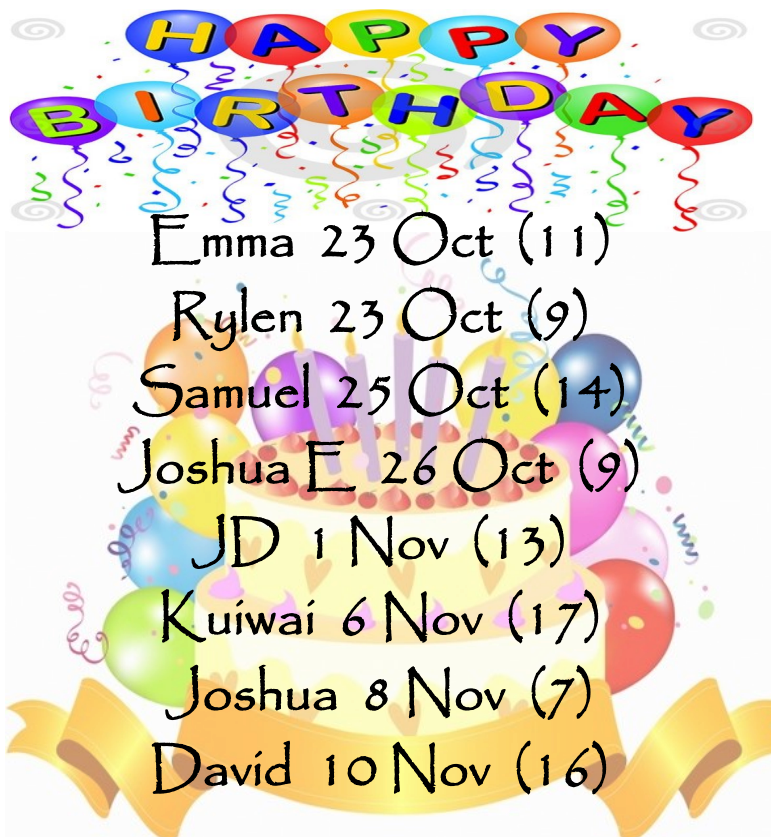 HAPPY
BIRTHDAY
Emma 23 Oct (11)
Rylen 23 Oct (9)
Samuel 25 Oct (14)
Joshua E 26 Oct (9)
JD 1 Nov (13)
Kuiwai 6 Nov (17)
Joshua 8 Nov (7)
David 10 Nov (16)